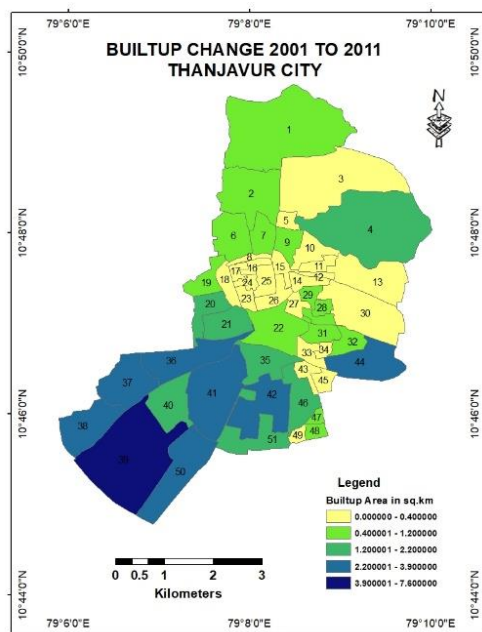 79°6'0"E 79°8'0"E 79°10'0"E
BUILTUP CHANGE 2001 TO 2011
THANJAVUR CITY
N
10°50'0"N 10°50'0"N
1
3
2
5
4
6 7 9 10
8
17 16 15 11
12
18 24 25 14 13
19
23 26 27 29
20 28 30
21 22 31
32
33 34
36 35 44
43
37 45
41 42
40 46
38 47
48
49
39 51
50
10°48'0"N 10°48'0"N
10°46'0"N 10°46'0"N
Legend
Builtup Area in sq.km
0.000000 - 0.400000
0.400001 - 1.200000
1.200001 - 2.200000
2.200001 - 3.900000
3.900001 - 7.600000
0 0.5 1 2 3
Kilometers
10°44'0"N 10°44'0"N
79°6'0"E 79°8'0"E 79°10'0"E